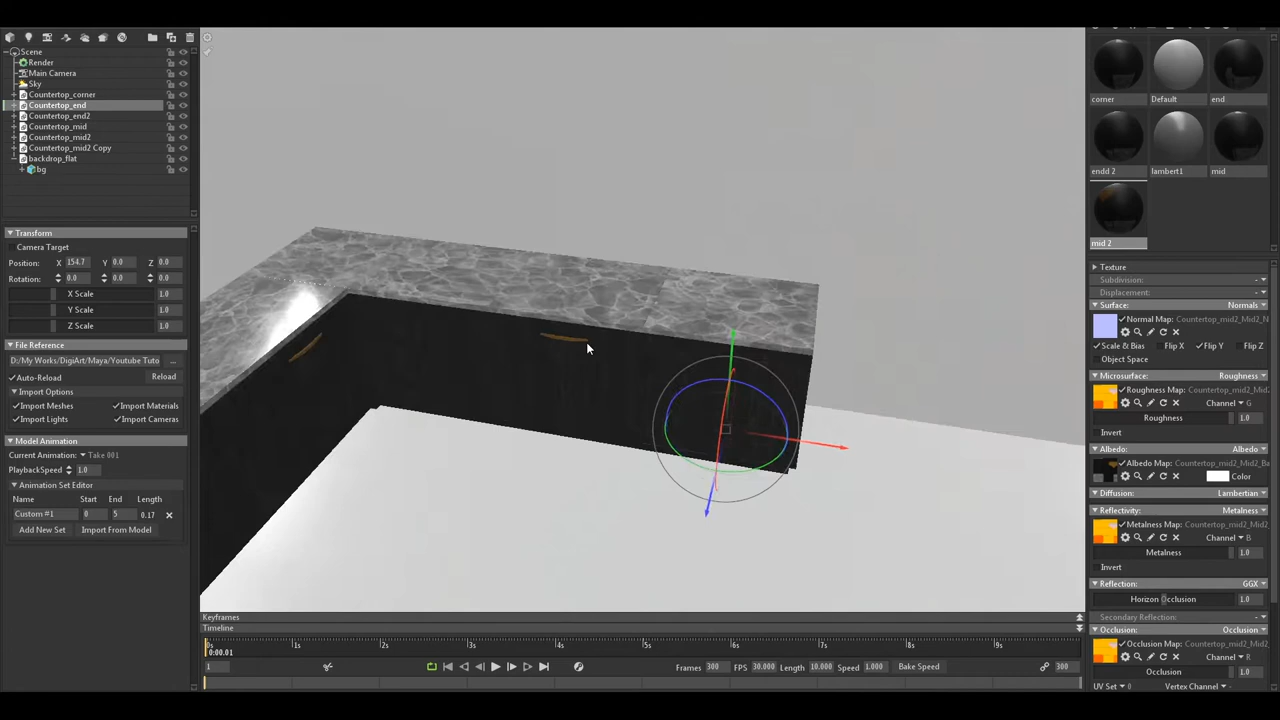 Scene
Render
Main Camera
Sky
Countertop_corner
Countertop_end
Countertop_end2
Countertop_mid
Countertop_mid2
Countertop_mid2 Copy
backdrop_flat
bg
Transform
Camera Target
Position: X 154.7 Y 0.0 Z 0.0
Rotation: 0.0 0.0 0.0
X Scale 1.0
Y Scale 1.0
Z Scale 1.0
File Reference
D:/My Works/DigiArt/Maya/Youtube Tuto ...
Auto-Reload Reload
Import Options
Import Meshes Import Materials
Import Lights Import Cameras
Model Animation
Current Animation: Take 001
PlaybackSpeed 1.0
Animation Set Editor
Name Start End Length
Custom #1 0 5 0.17
Add New Set Import From Model
Keyframes
Timeline
0s 1s 2s 3s 4s 5s 6s 7s 8s 9s
0:00.01
1
Frames 300 FPS 30.000 Length 10.000 Speed 1.000 Bake Speed 300
corner Default end
endd 2 lambert1 mid
mid 2
Texture
Subdivision:
Displacement:
Surface: Normals
Normal Map: Countertop_mid2_Mid2_N
Scale & Bias Flip X Flip Y Flip Z
Object Space
Microsurface: Roughness
Roughness Map: Countertop_mid2_Mid
Channel G
Roughness 1.0
Invert
Albedo: Albedo
Albedo Map: Countertop_mid2_Mid2_Ba
Color
Diffusion: Lambertian
Reflectivity: Metalness
Metalness Map: Countertop_mid2_Mid
Channel B
Metalness 1.0
Invert
Reflection: GGX
Horizon Occlusion 1.0
Secondary Reflection:
Occlusion: Occlusion
Occlusion Map: Countertop_mid2_Mid2
Channel R
Occlusion 1.0
UV Set 0 Vertex Channel